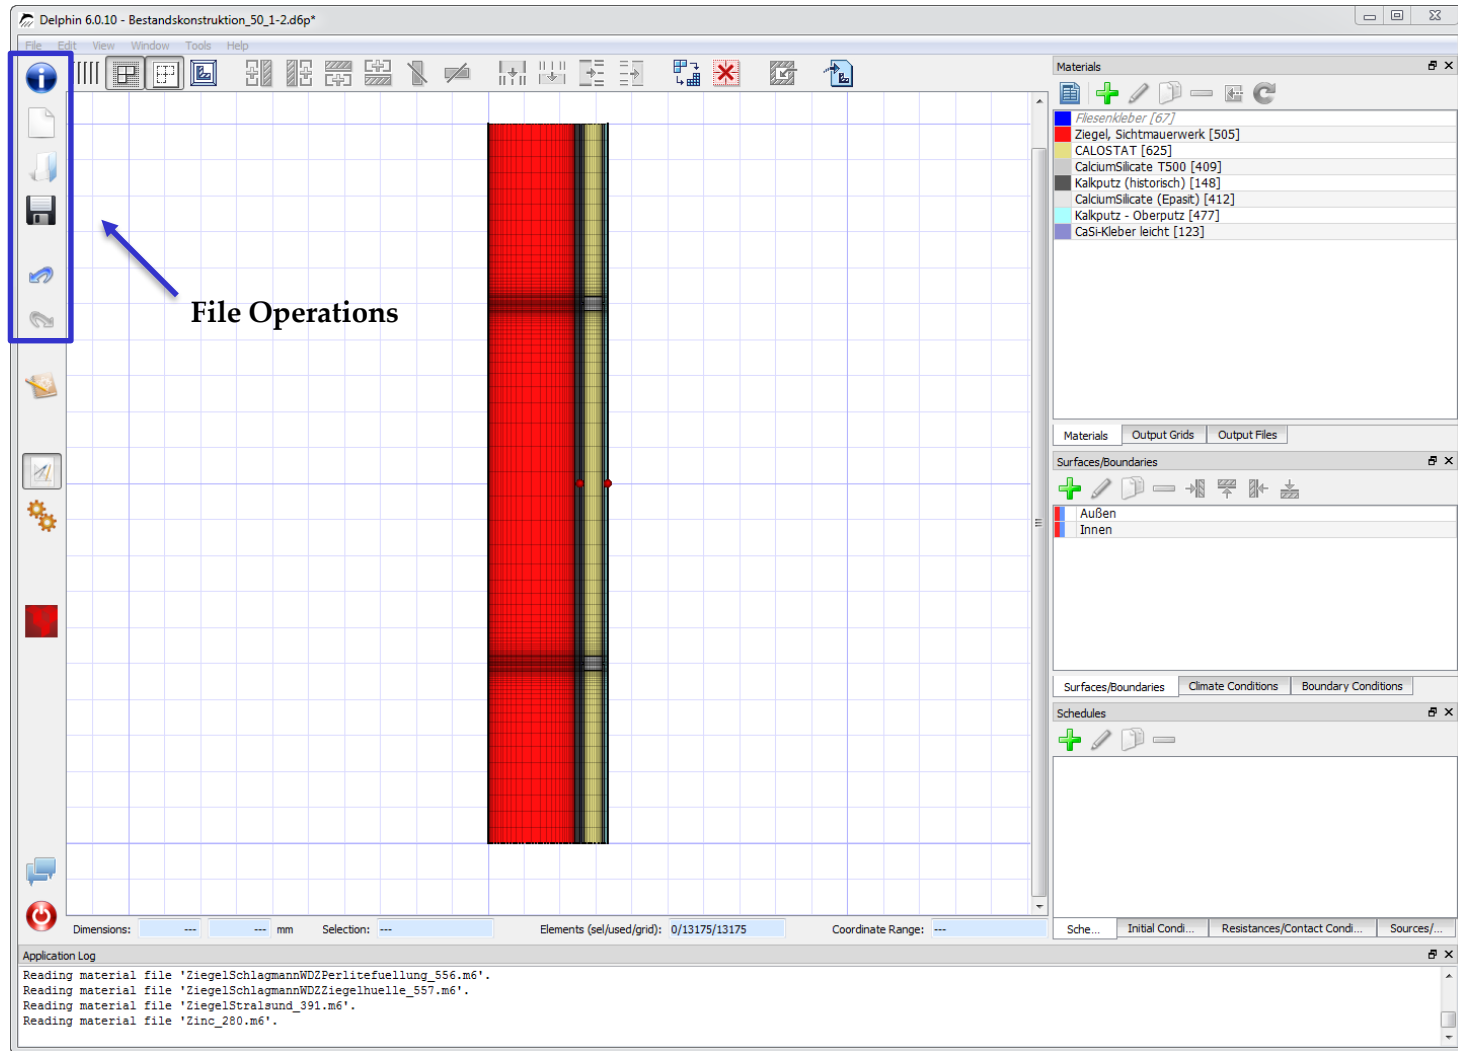 Delphin 6.0.10 - Bestandskonstruktion_50_1-2.d6p*
File Edit View Window Tools Help
File Operations
Materials
Fliesenkleber [67]
Ziegel, Sichtmauerwerk [505]
CALOSTAT [625]
CalciumSilicate T500 [409]
Kalkputz (historisch) [148]
CalciumSilicate (Epasit) [412]
Kalkputz - Oberputz [477]
CaSi-Kleber leicht [123]
Materials Output Grids Output Files
Surfaces/Boundaries
Außen
Innen
Surfaces/Boundaries Climate Conditions Boundary Conditions
Schedules
Sche... Initial Condi... Resistances/Contact Condi... Sources/...
Dimensions: --- --- mm Selection: --- Elements (sel/used/grid): 0/13175/13175 Coordinate Range: ---
Application Log
Reading material file 'ZiegelSchlagmannWDZPerlitefuellung_556.m6'.
Reading material file 'ZiegelSchlagmannWDZZiegelhuelle_557.m6'.
Reading material file 'ZiegelStralsund_391.m6'.
Reading material file 'Zinc_280.m6'.